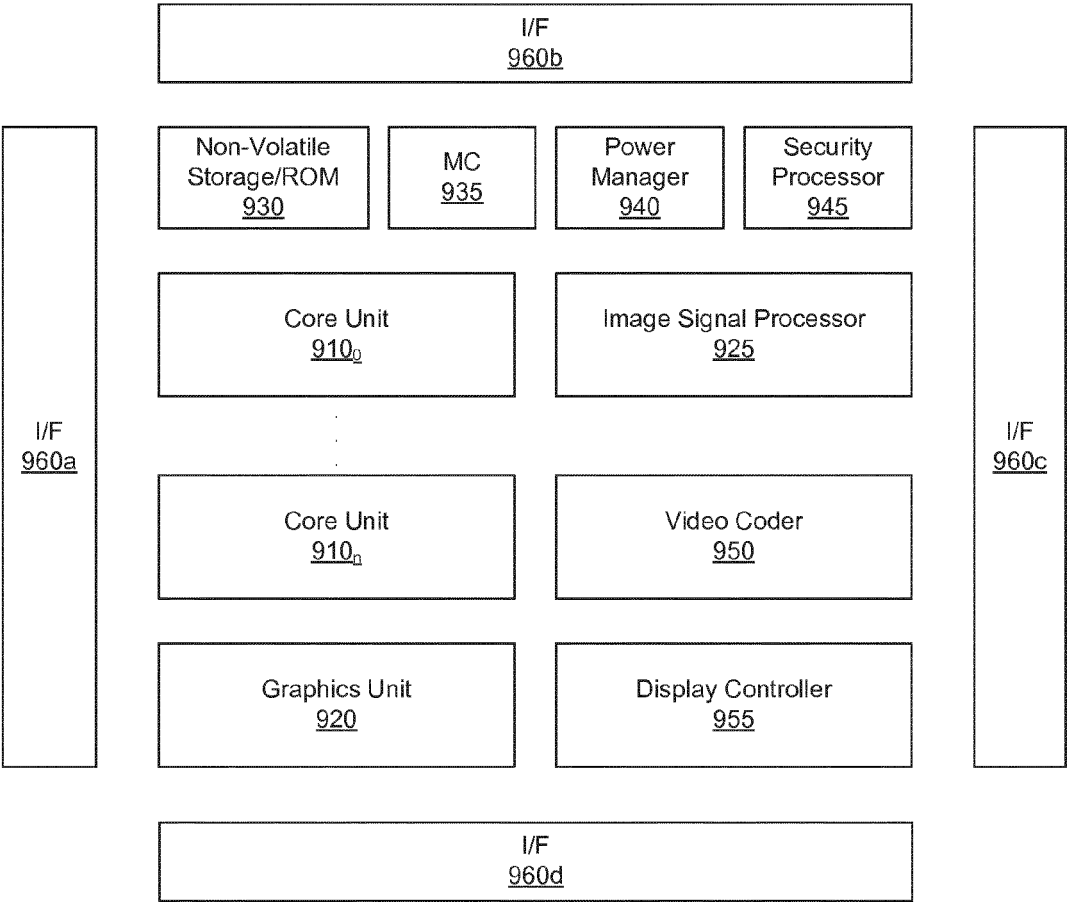 I/F
960b
Non-Volatile
Storage/ROM
930
MC
935
Power
Manager
940
Security
Processor
945
Core Unit
910₀
Image Signal Processor
925
I/F
960a
I/F
960c
Core Unit
910ₙ
Video Coder
950
Graphics Unit
920
Display Controller
955
I/F
960d